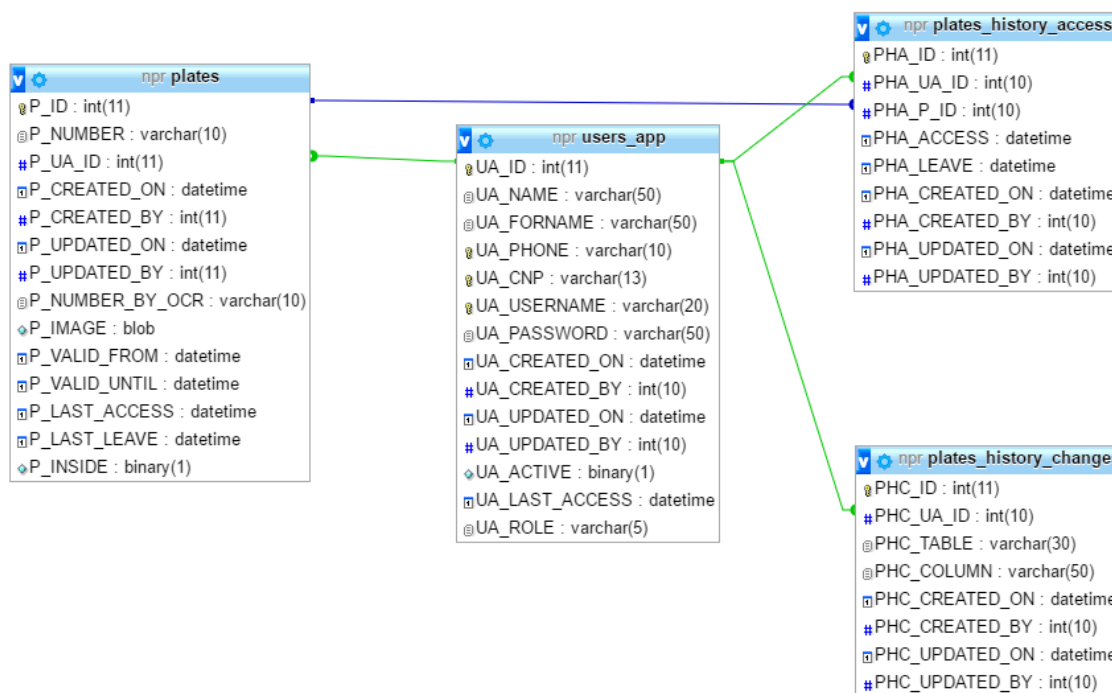 npr plates
P_ID : int(11)
P_NUMBER : varchar(10)
P_UA_ID : int(11)
P_CREATED_ON : datetime
P_CREATED_BY : int(11)
P_UPDATED_ON : datetime
P_UPDATED_BY : int(11)
P_NUMBER_BY_OCR : varchar(10)
P_IMAGE : blob
P_VALID_FROM : datetime
P_VALID_UNTIL : datetime
P_LAST_ACCESS : datetime
P_LAST_LEAVE : datetime
P_INSIDE : binary(1)
npr users_app
UA_ID : int(11)
UA_NAME : varchar(50)
UA_FORNAME : varchar(50)
UA_PHONE : varchar(10)
UA_CNP : varchar(13)
UA_USERNAME : varchar(20)
UA_PASSWORD : varchar(50)
UA_CREATED_ON : datetime
UA_CREATED_BY : int(10)
UA_UPDATED_ON : datetime
UA_UPDATED_BY : int(10)
UA_ACTIVE : binary(1)
UA_LAST_ACCESS : datetime
UA_ROLE : varchar(5)
npr plates_history_access
PHA_ID : int(11)
PHA_UA_ID : int(10)
PHA_P_ID : int(10)
PHA_ACCESS : datetime
PHA_LEAVE : datetime
PHA_CREATED_ON : datetime
PHA_CREATED_BY : int(10)
PHA_UPDATED_ON : datetime
PHA_UPDATED_BY : int(10)
npr plates_history_change
PHC_ID : int(11)
PHC_UA_ID : int(10)
PHC_TABLE : varchar(30)
PHC_COLUMN : varchar(50)
PHC_CREATED_ON : datetime
PHC_CREATED_BY : int(10)
PHC_UPDATED_ON : datetime
PHC_UPDATED_BY : int(10)